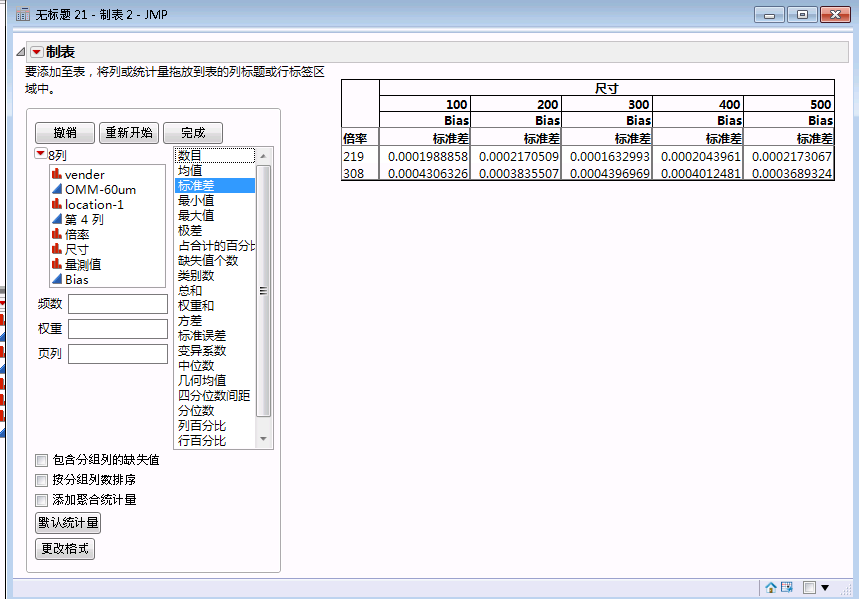 无标题 21 - 制表 2 - JMP
制表
要添加至表，将列或统计量拖放到表的列标题或行标签区
域中。
撤销 重新开始 完成
8列
vender
OMM-60um
location-1
第 4 列
倍率
尺寸
量測值
Bias
频数
权重
页列
数目
均值
标准差
最小值
最大值
极差
占合计的百分比
缺失值个数
类别数
总和
权重和
方差
标准误差
变异系数
中位数
几何均值
四分位数间距
分位数
列百分比
行百分比
包含分组列的缺失值
按分组列数排序
添加聚合统计量
默认统计量
更改格式
尺寸
100 200 300 400 500
Bias Bias Bias Bias Bias
倍率 标准差 标准差 标准差 标准差 标准差
219 0.0001988858 0.0002170509 0.0001632993 0.0002043961 0.0002173067
308 0.0004306326 0.0003835507 0.0004396969 0.0004012481 0.0003689324